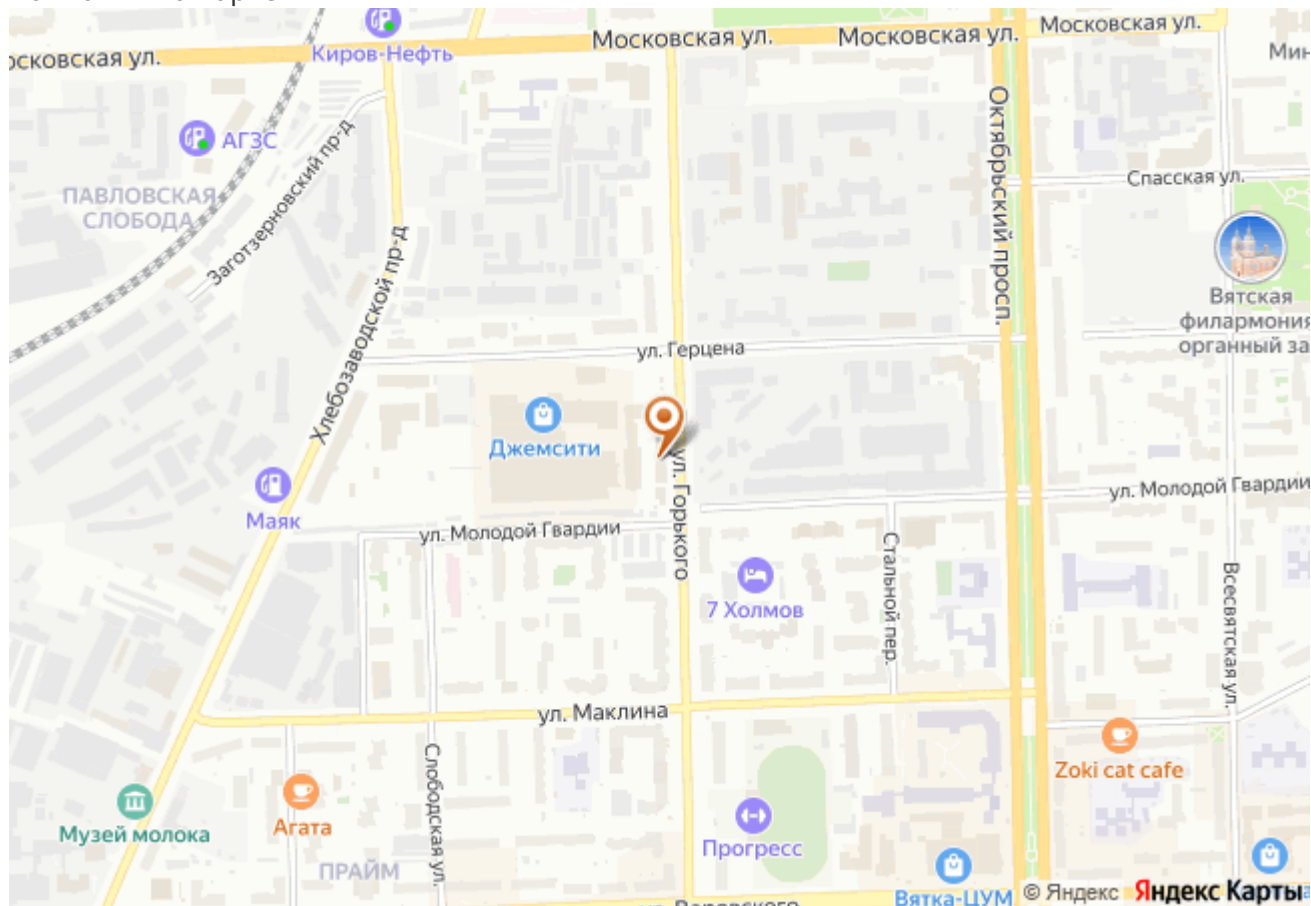 Московская ул.
Московская ул.
Московская ул.
осковская ул.
Киров-Нефть
Мин
АГЗС
Октябрьский просп.
Заготзерновский пр-д
Спасская ул.
ПАВЛОВСКАЯ
СЛОБОДА
Хлебозаводской пр-д
Вятская
филармония
органный за
ул. Герцена
Джемсити
ул. Горького
ул. Молодой Гвардии
Маяк
ул. Молодой Гвардии
Стальной пер.
Всесвятская ул.
7 Холмов
ул. Маклина
Слободская ул.
Zoki cat cafe
Музей молока
Агата
Прогресс
ПРАЙМ
Вятка-ЦУМ
© Яндекс Яндекс Карты